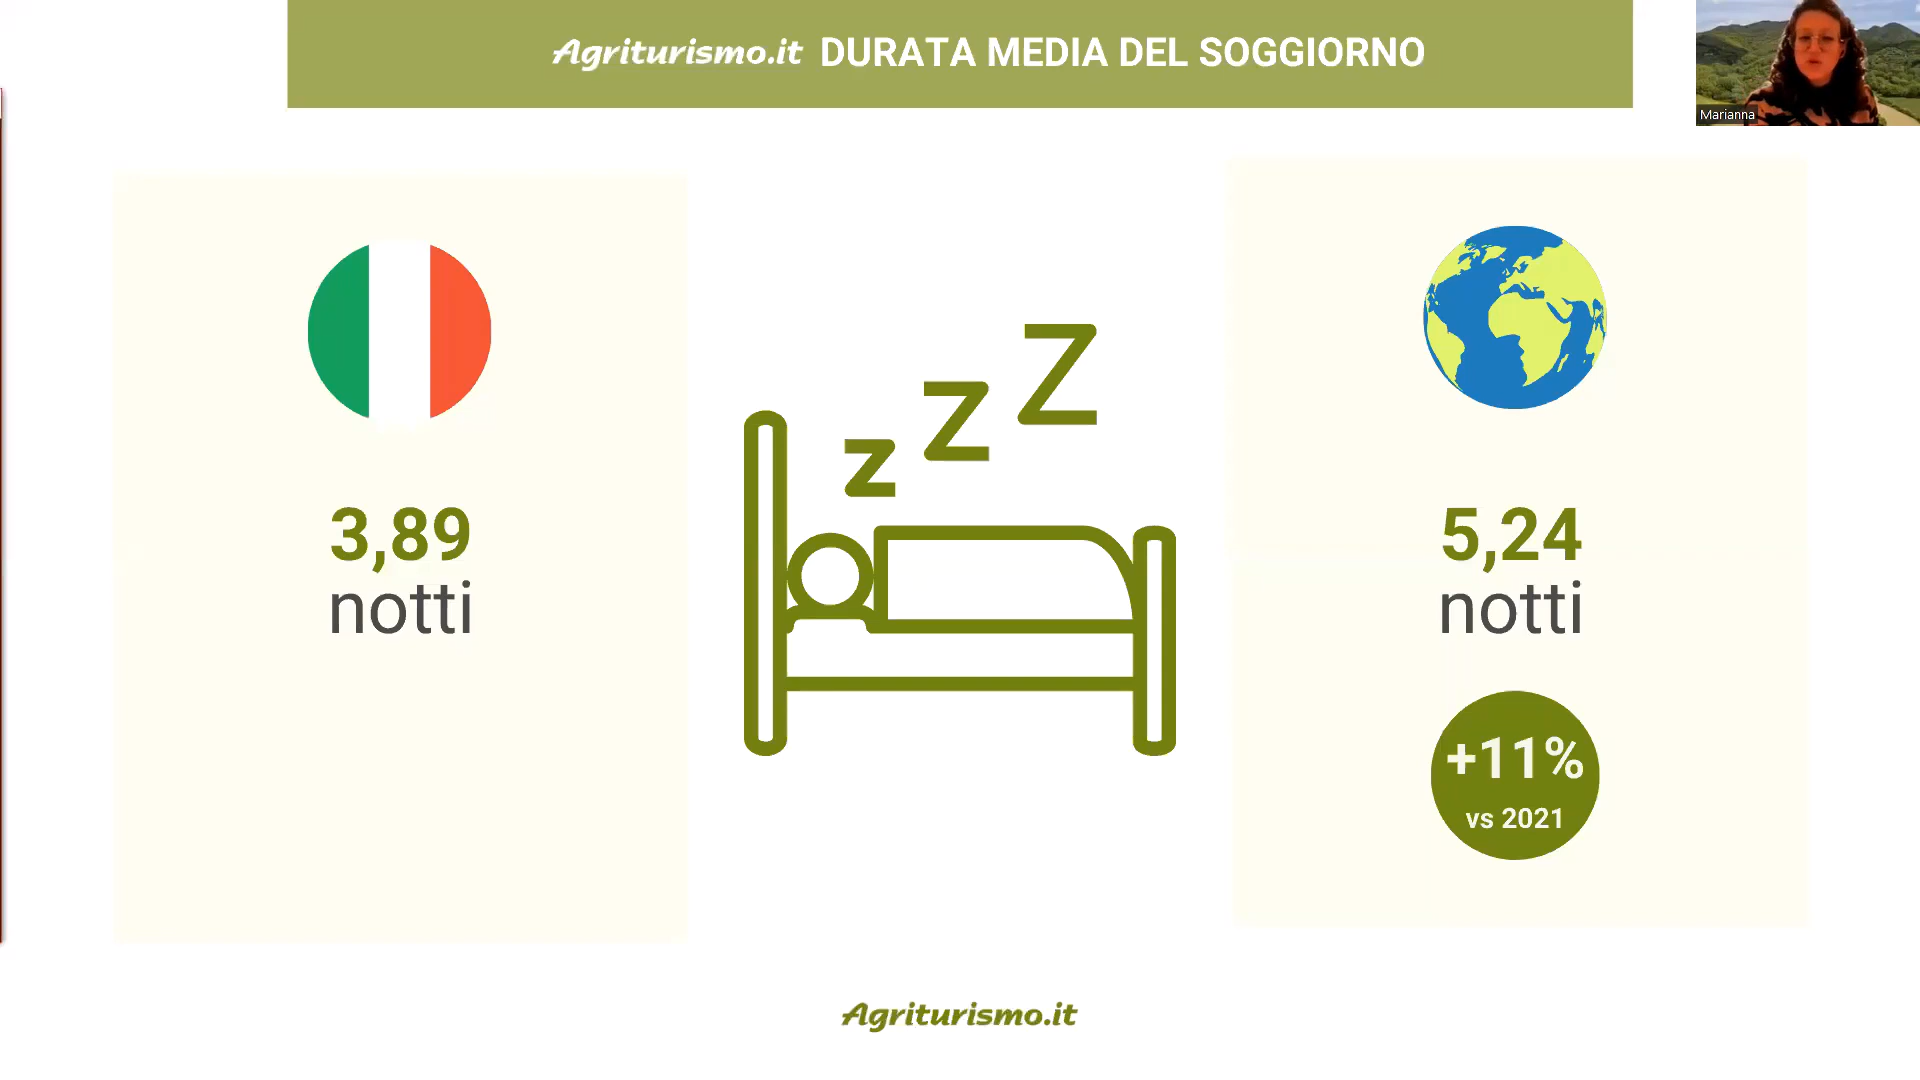 Agriturismo.it DURATA MEDIA DEL SOGGIORNO
Marianna
3,89
notti
z Z Z
5,24
notti
+11%
vs 2021
Agriturismo.it